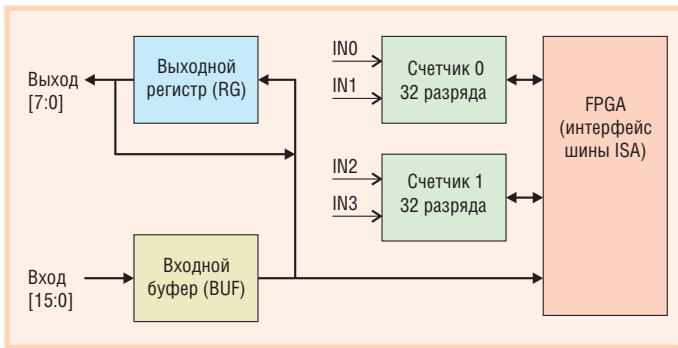 Выход
[7:0]
Выходной
регистр (RG)
IN0
IN1
Счетчик 0
32 разряда
FPGA
(интерфейс
шины ISA)
IN2
IN3
Счетчик 1
32 разряда
Вход
[15:0]
Входной
буфер (BUF)